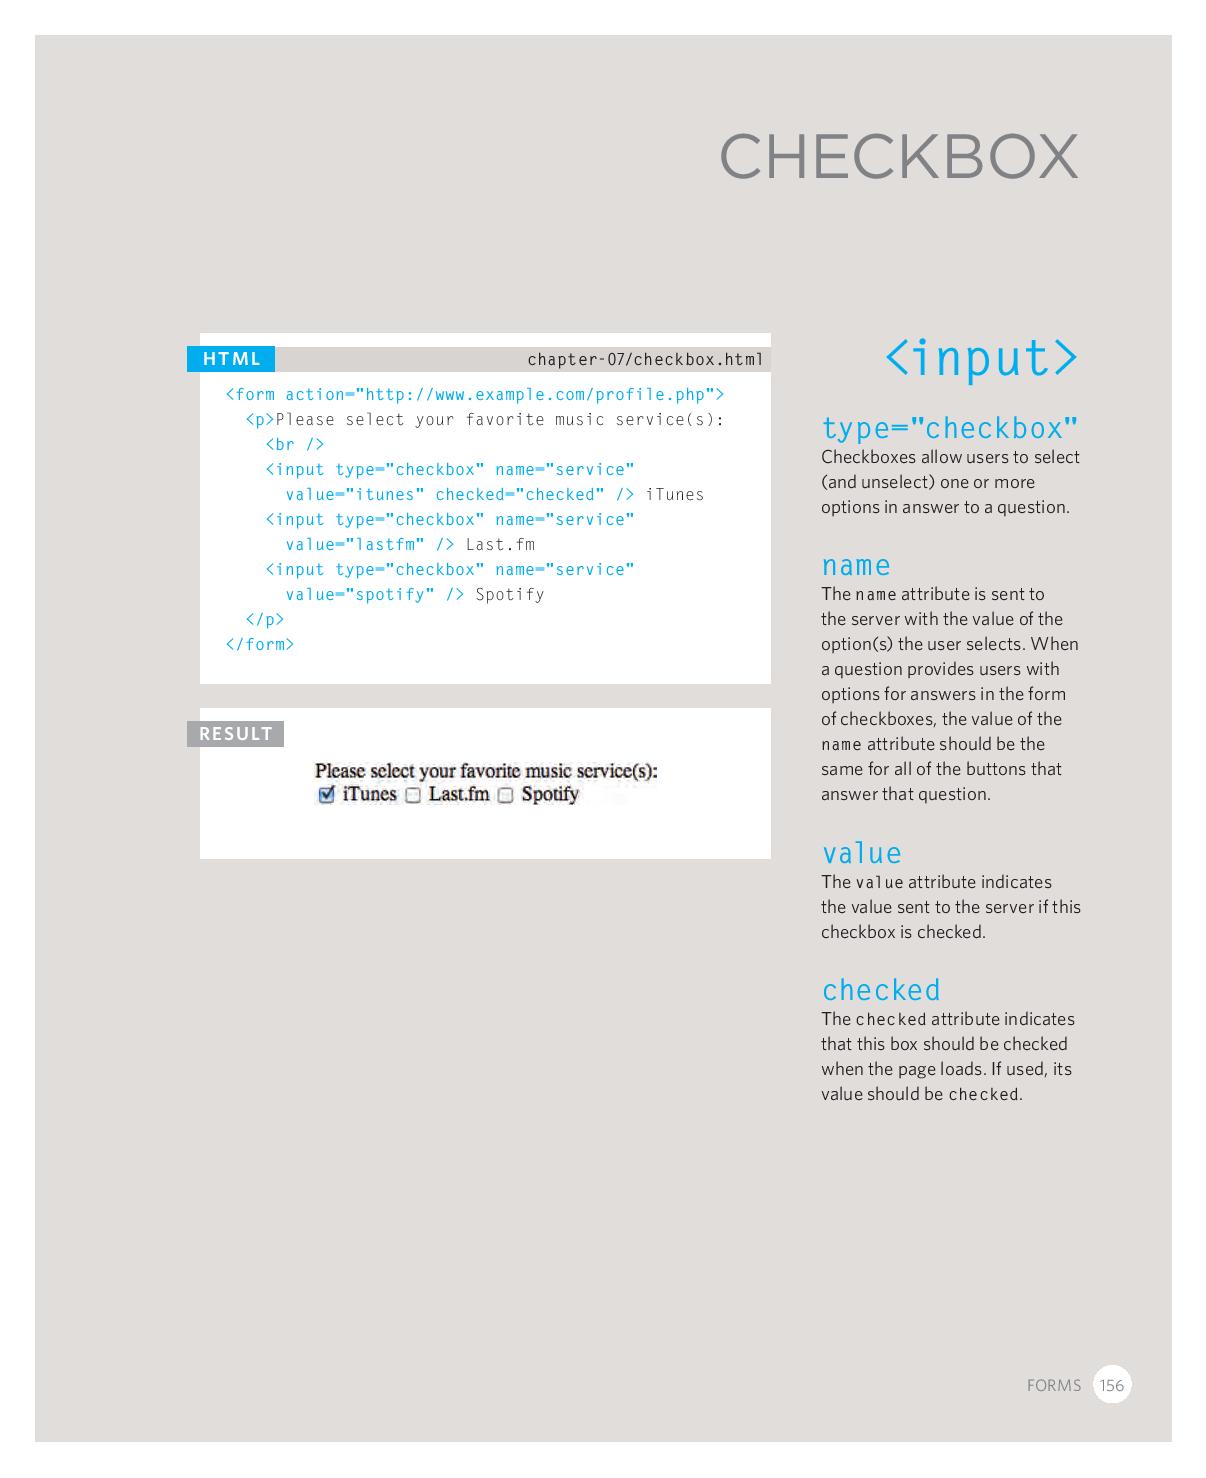 CHECKBOX
HTML
chapter-07/checkbox.html
<form action="http://www.example.com/profile.php">
<p>Please select your favorite music service(s):
<br />
<input type="checkbox" name="service"
value="itunes" checked="checked" /> iTunes
<input type="checkbox" name="service"
value="lastfm" /> Last.fm
<input type="checkbox" name="service"
value="spotify" /> Spotify
</p>
</form>
RESULT
Please select your favorite music service(s):
iTunes Last.fm Spotify
<input>
type="checkbox"
Checkboxes allow users to select
(and unselect) one or more
options in answer to a question.
name
The name attribute is sent to
the server with the value of the
option(s) the user selects. When
a question provides users with
options for answers in the form
of checkboxes, the value of the
name attribute should be the
same for all of the buttons that
answer that question.
value
The value attribute indicates
the value sent to the server if this
checkbox is checked.
checked
The checked attribute indicates
that this box should be checked
when the page loads. If used, its
value should be checked.
FORMS 156